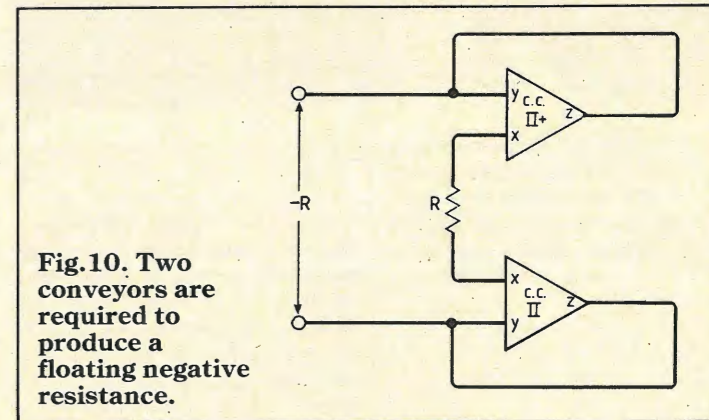 y
c.c.
II+
z
x
-R
R
x
c.c.
II
z
y
Fig.10. Two
conveyors are
required to
produce a
floating negative
resistance.